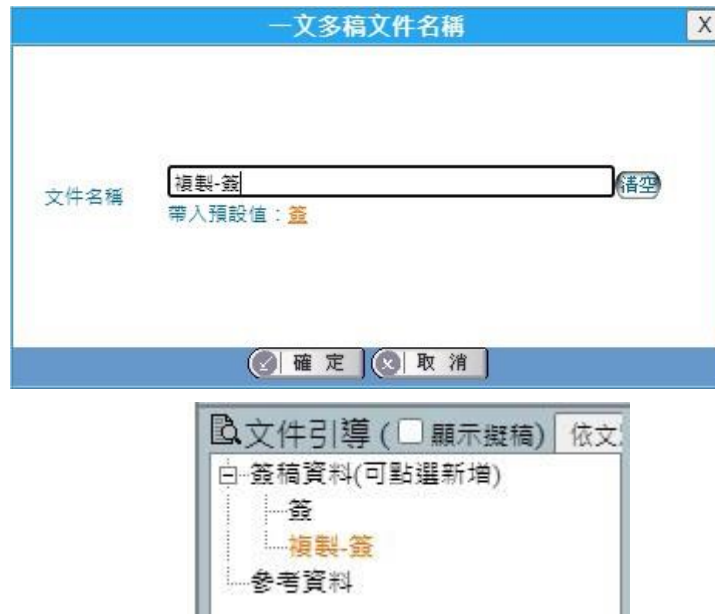 一文多稿文件名稱
X
文件名稱
複製-簽
清空
帶入預設值：簽
確 定
取 消
文件引導 ( 顯示擬稿)
依文
簽稿資料(可點選新增)
簽
複製-簽
參考資料